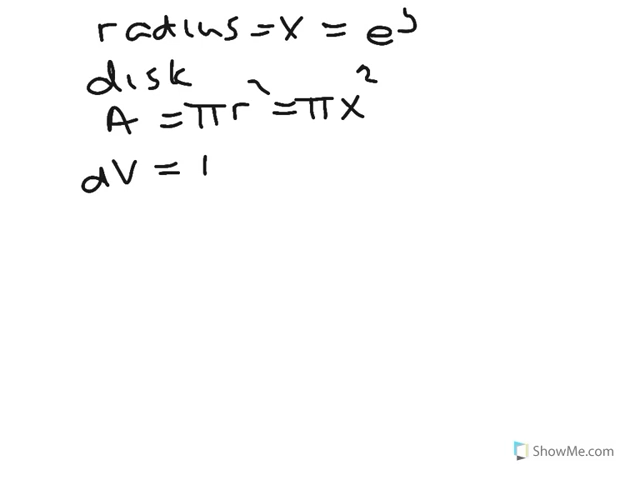 radius = x = e^y
disk
A = πr² = πx²
dV = 1
ShowMe.com